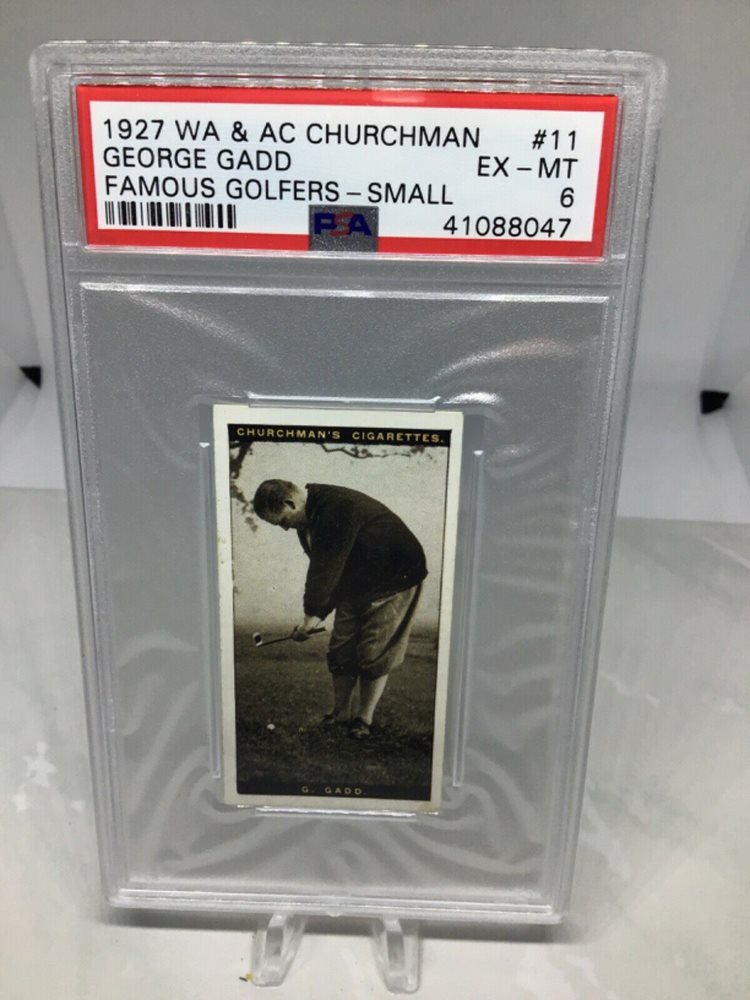 1927 WA & AC CHURCHMAN #11
GEORGE GADD EX - MT
FAMOUS GOLFERS - SMALL 6
PSA 41088047
CHURCHMAN'S CIGARETTES.
G. GADD.